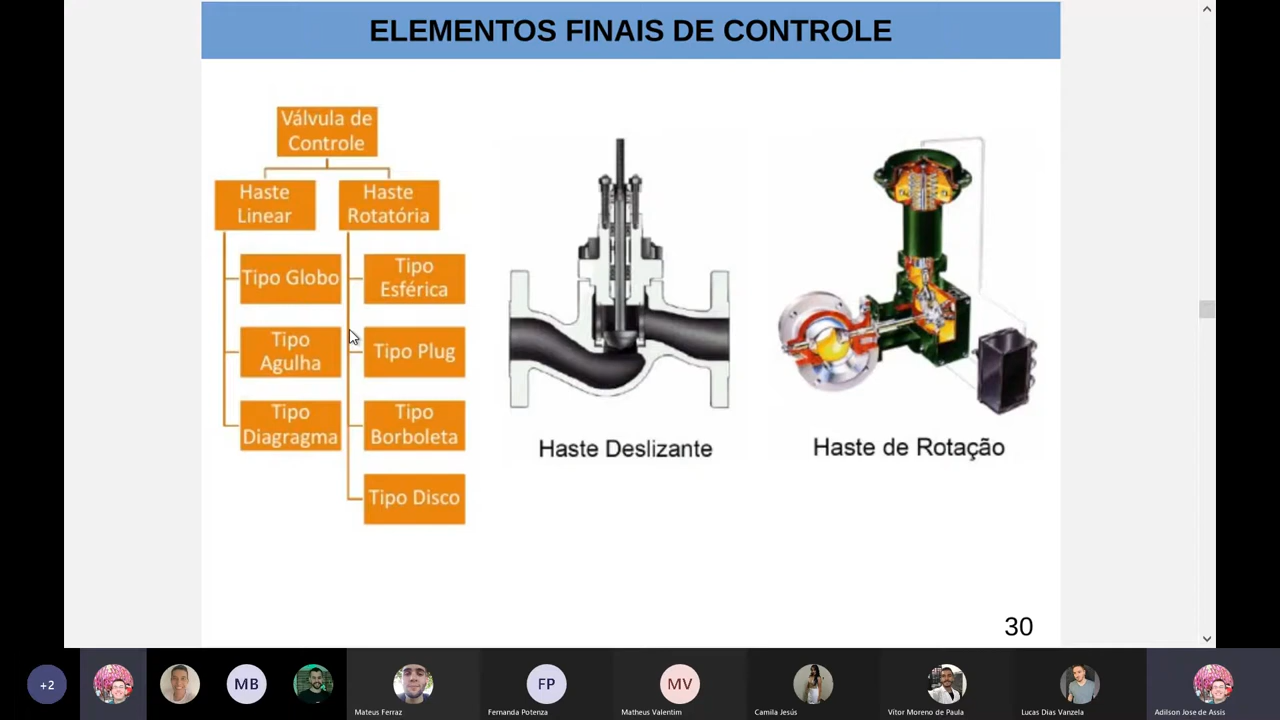 ELEMENTOS FINAIS DE CONTROLE
Válvula de
Controle
Haste
Linear
Haste
Rotatória
Tipo Globo
Tipo
Esférica
Tipo
Agulha
Tipo Plug
Tipo
Diagragma
Tipo
Borboleta
Tipo Disco
Haste Deslizante
Haste de Rotação
30
+2
MB
FP
MV
Mateus Ferraz
Fernanda Potenza
Matheus Valentim
Camila Jesús
Vitor Moreno de Paula
Lucas Dias Vanzela
Adilson Jose de Assis